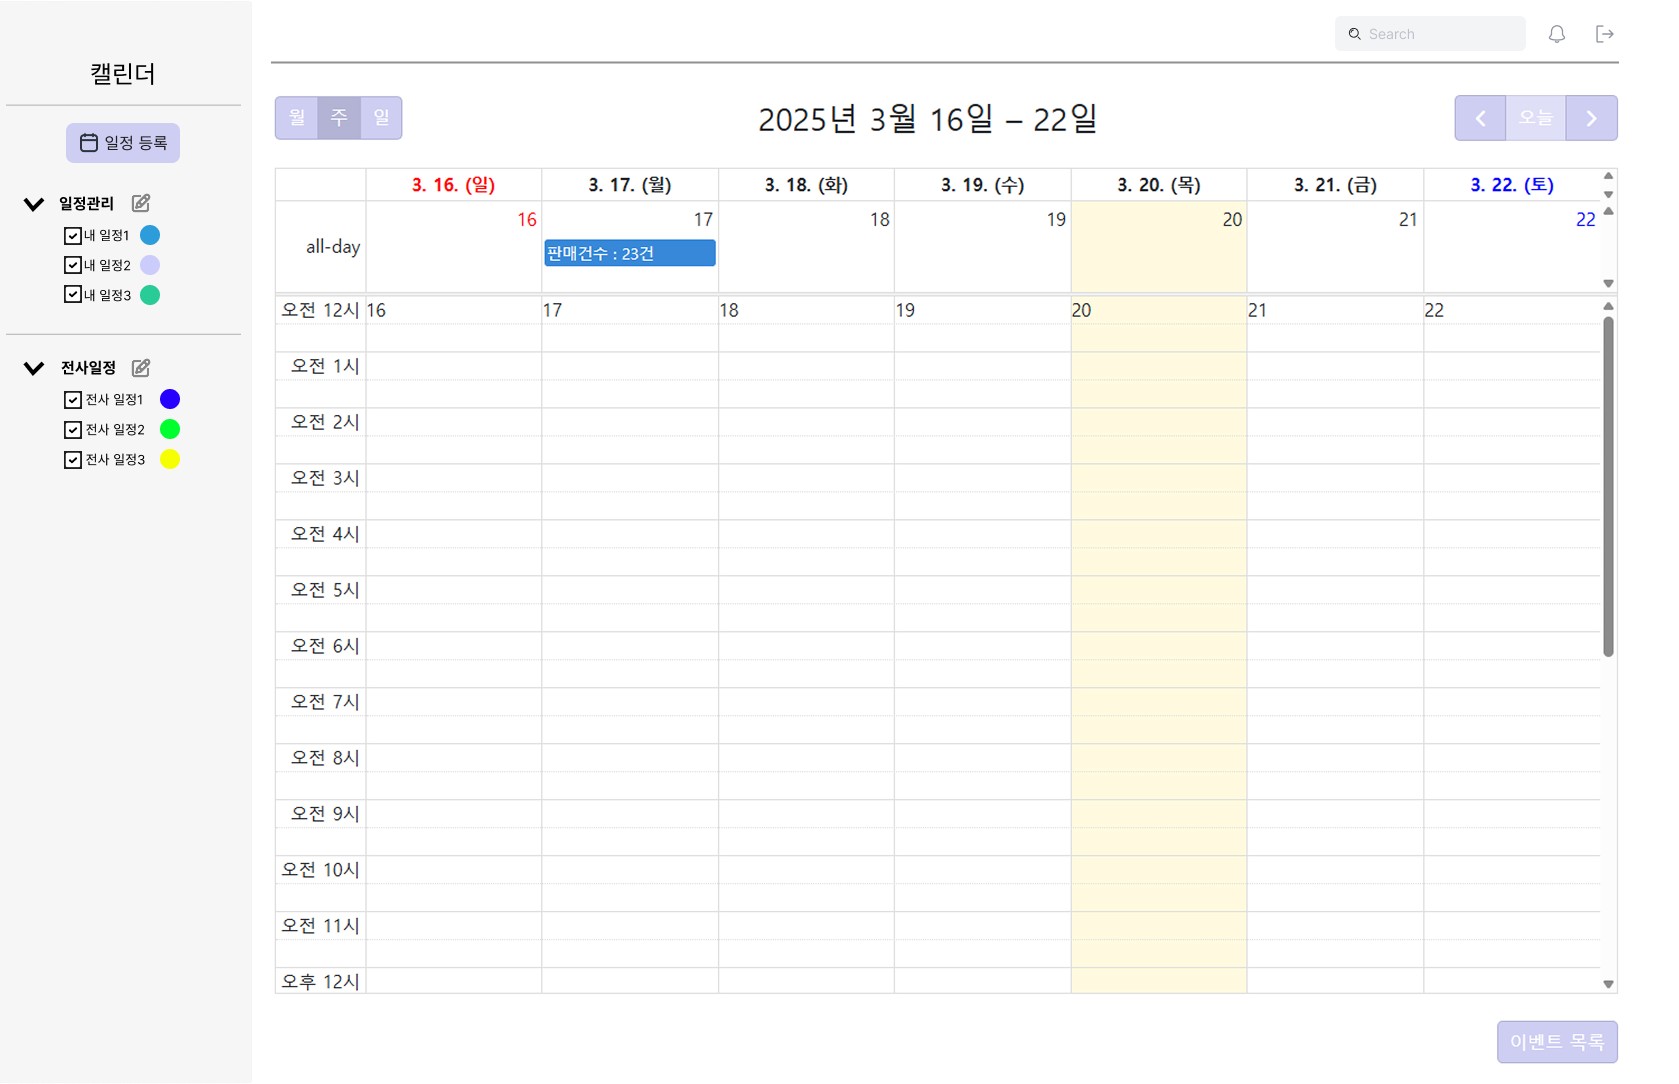 Search
캘린더
일정 등록
일정관리
내 일정1
내 일정2
내 일정3
전사일정
전사 일정1
전사 일정2
전사 일정3
월 주 일
2025년 3월 16일 – 22일
오늘
3. 16. (일) 3. 17. (월) 3. 18. (화) 3. 19. (수) 3. 20. (목) 3. 21. (금) 3. 22. (토)
16 17 18 19 20 21 22
all-day
판매건수 : 23건
오전 12시 16 17 18 19 20 21 22
오전 1시
오전 2시
오전 3시
오전 4시
오전 5시
오전 6시
오전 7시
오전 8시
오전 9시
오전 10시
오전 11시
오후 12시
이벤트 목록